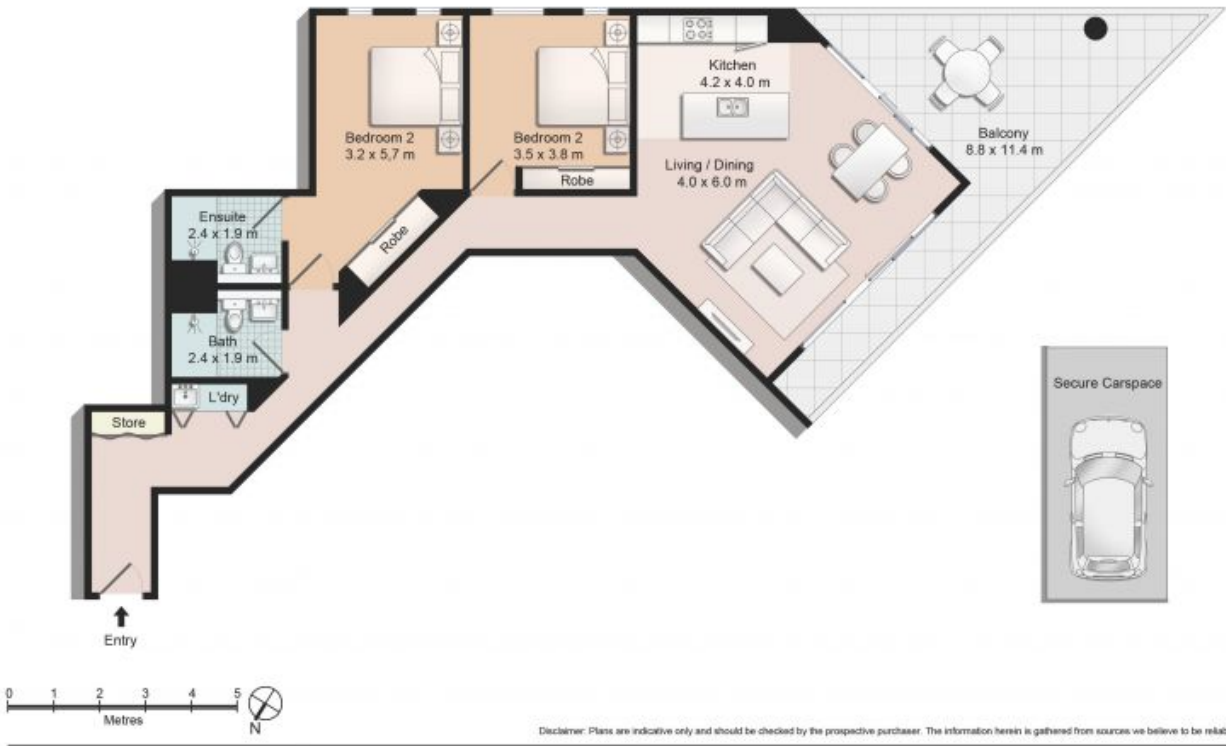 Kitchen
4.2 x 4.0 m
Bedroom 2
3.2 x 5,7 m
Bedroom 2
3.5 x 3.8 m
Balcony
8.8 x 11.4 m
Living / Dining
4.0 x 6.0 m
Robe
Ensuite
2.4 x 1.9 m
Robe
Bath
2.4 x 1.9 m
L'dry
Store
Secure Carspace
Entry
0 1 2 3 4 5
Metres
N
Disclaimer: Plans are indicative only and should be checked by the prospective purchaser. The information herein is gathered from sources we believe to be